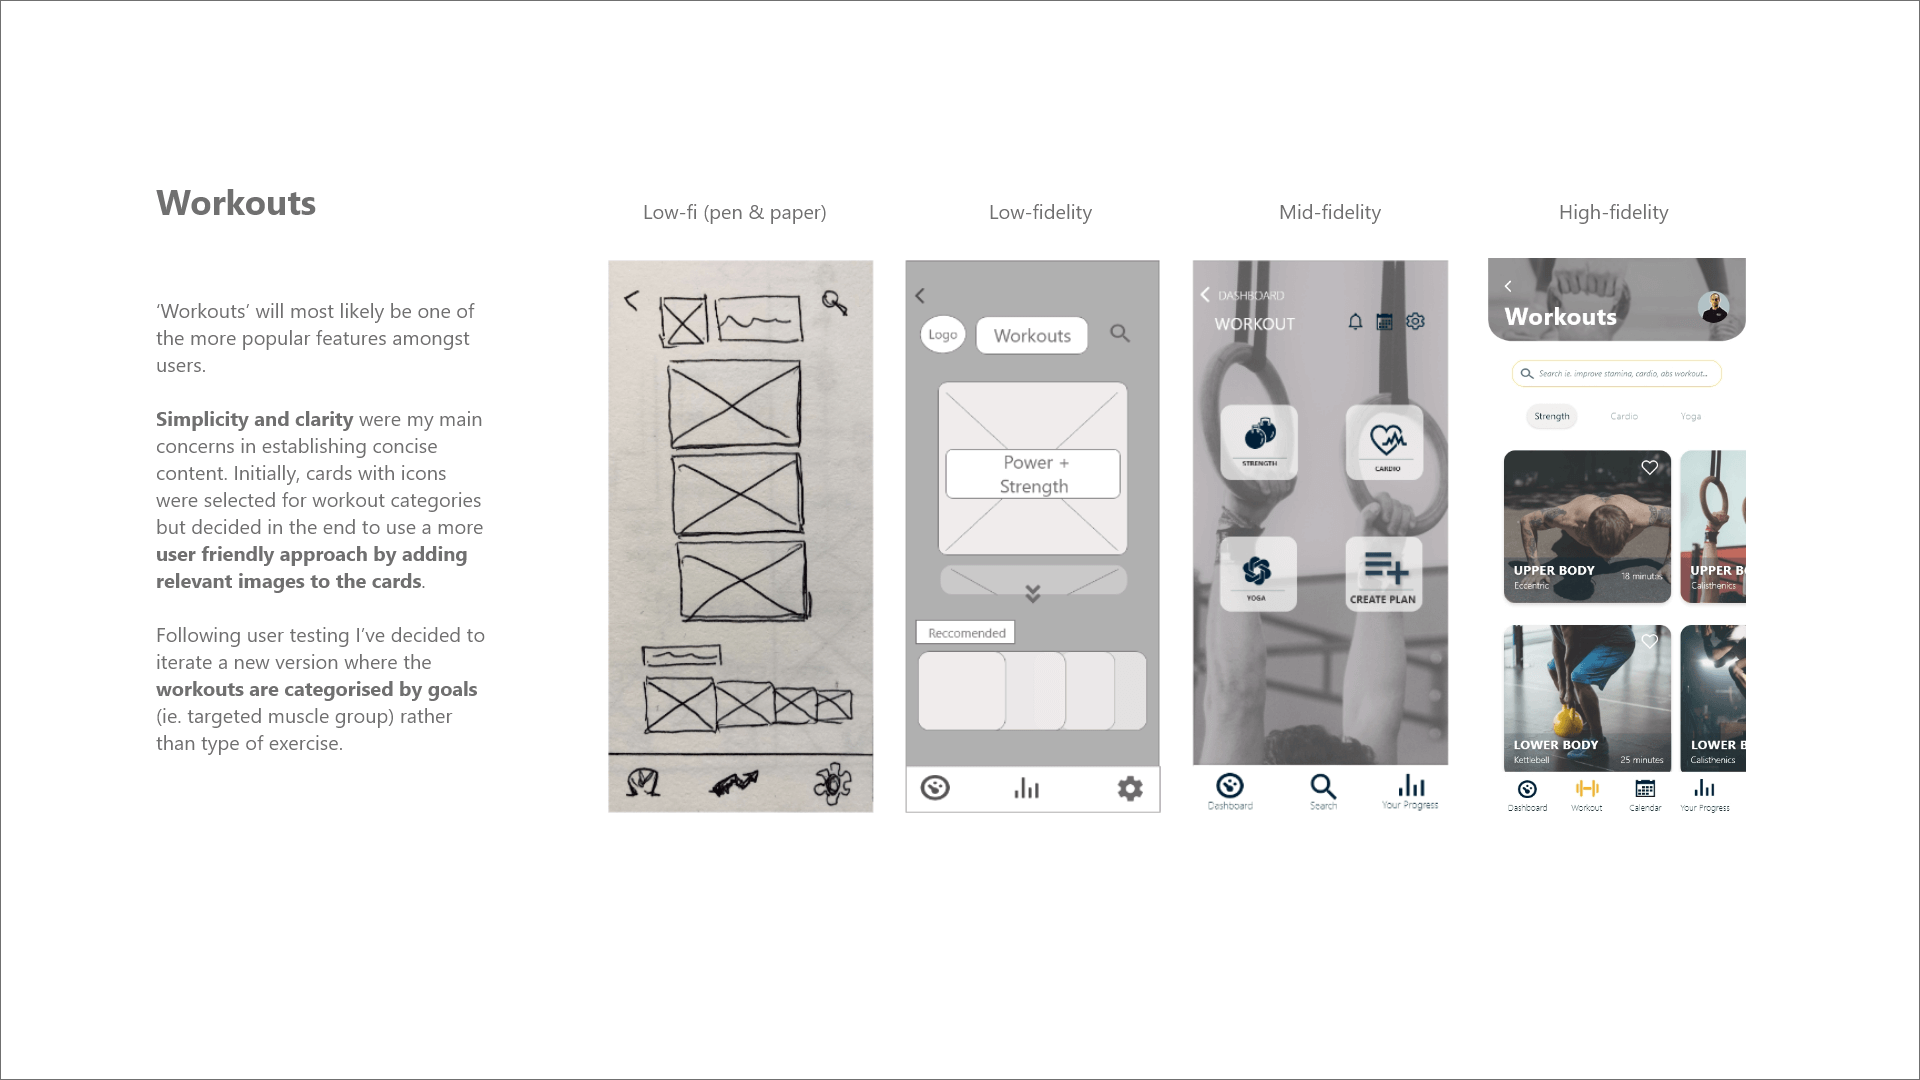 Workouts
Low-fi (pen & paper)
Low-fidelity
Mid-fidelity
High-fidelity
‘Workouts’ will most likely be one of
the more popular features amongst
users.
Simplicity and clarity were my main
concerns in establishing concise
content. Initially, cards with icons
were selected for workout categories
but decided in the end to use a more
user friendly approach by adding
relevant images to the cards.
Following user testing I’ve decided to
iterate a new version where the
workouts are categorised by goals
(ie. targeted muscle group) rather
than type of exercise.
Logo
Workouts
Power +
Strength
Reccomended
DASHBOARD
WORKOUT
STRENGTH
CARDIO
YOGA
CREATE PLAN
Dashboard
Search
Your Progress
Workouts
Search ie. improve stamina, cardio, abs workout...
Strength
Cardio
Yoga
UPPER BODY
Eccentric
18 minutes
UPPER B
Calisthenics
LOWER BODY
Kettlebell
25 minutes
LOWER B
Calisthenics
Dashboard
Workout
Calendar
Your Progress